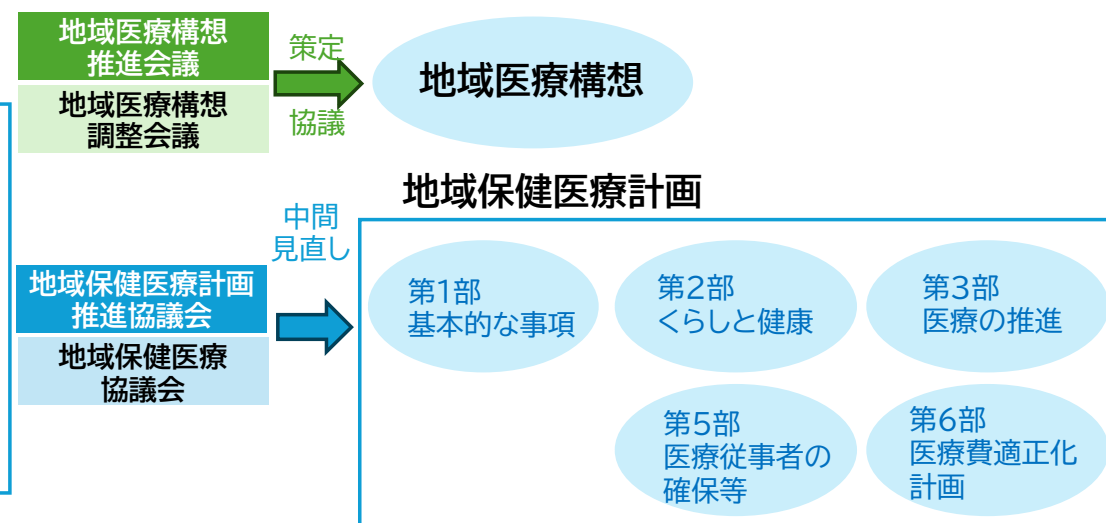 地域医療構想
推進会議
地域医療構想
調整会議
策定
協議
地域医療構想
地域保健医療計画
中間
見直し
地域保健医療計画
推進協議会
地域保健医療
協議会
第1部
基本的な事項
第2部
くらしと健康
第3部
医療の推進
第5部
医療従事者の
確保等
第6部
医療費適正化
計画